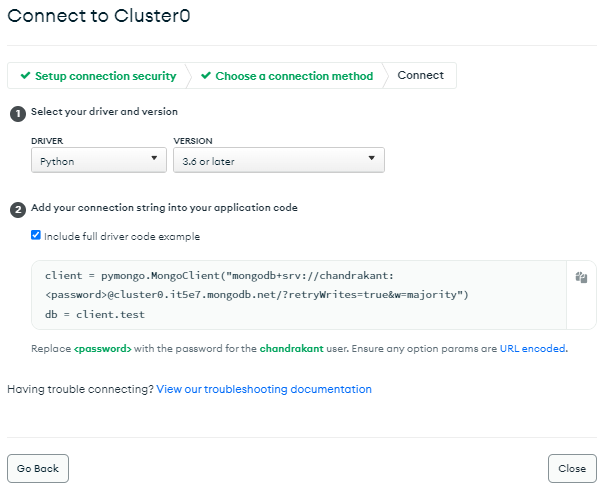 Connect to Cluster0
✔ Setup connection security
✔ Choose a connection method
Connect
1 Select your driver and version
DRIVER
VERSION
Python
3.6 or later
2 Add your connection string into your application code
Include full driver code example
client = pymongo.MongoClient("mongodb+srv://chandrakant:
<password>@cluster0.it5e7.mongodb.net/?retryWrites=true&w=majority")
db = client.test
Replace <password> with the password for the chandrakant user. Ensure any option params are URL encoded.
Having trouble connecting? View our troubleshooting documentation
Go Back
Close